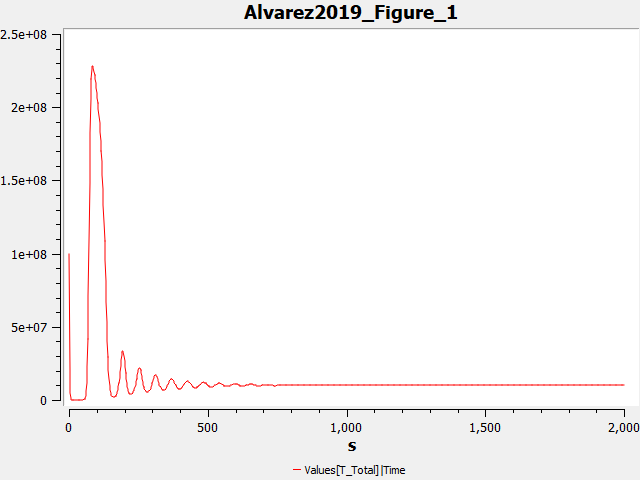 Alvarez2019_Figure_1
2.5e+08
2e+08
1.5e+08
1e+08
5e+07
0
0 500 1,000 1,500 2,000
s
Values[T_Total]|Time